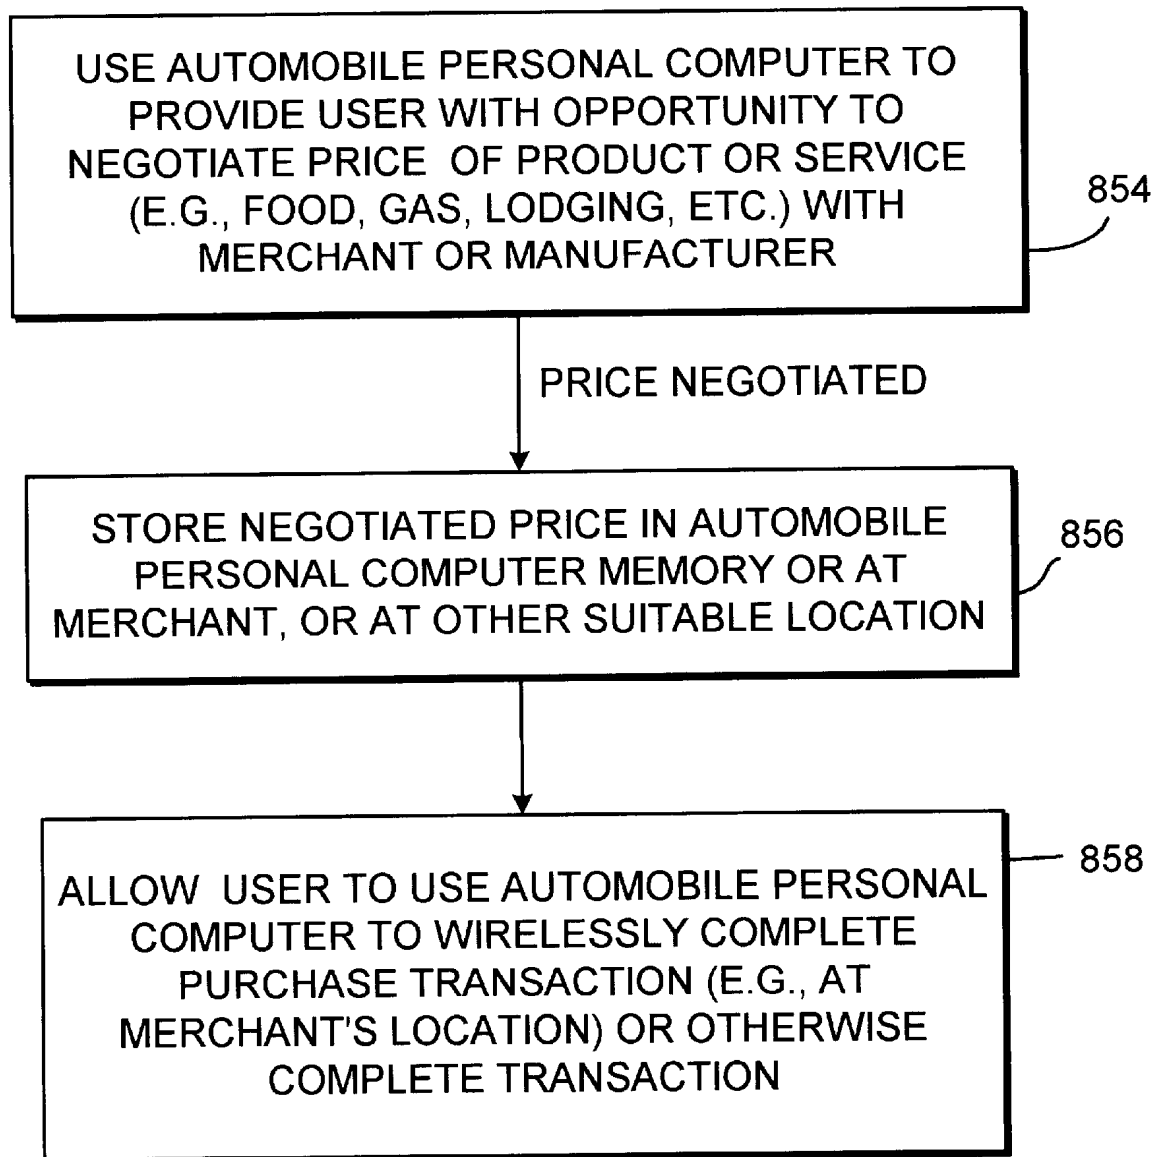 USE AUTOMOBILE PERSONAL COMPUTER TO
PROVIDE USER WITH OPPORTUNITY TO
NEGOTIATE PRICE OF PRODUCT OR SERVICE
(E.G., FOOD, GAS, LODGING, ETC.) WITH
MERCHANT OR MANUFACTURER
854
PRICE NEGOTIATED
STORE NEGOTIATED PRICE IN AUTOMOBILE
PERSONAL COMPUTER MEMORY OR AT
MERCHANT, OR AT OTHER SUITABLE LOCATION
856
ALLOW USER TO USE AUTOMOBILE PERSONAL
COMPUTER TO WIRELESSLY COMPLETE
PURCHASE TRANSACTION (E.G., AT
MERCHANT'S LOCATION) OR OTHERWISE
COMPLETE TRANSACTION
858